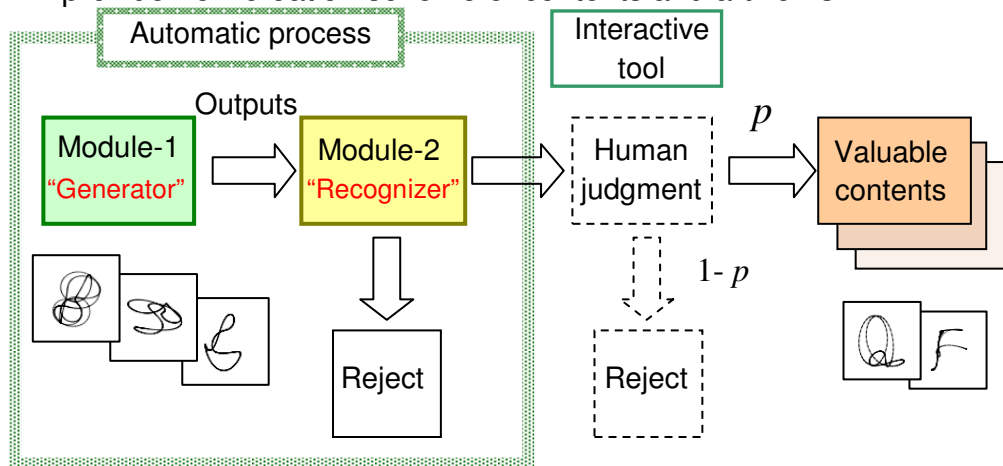 Automatic process
Interactive
tool
Outputs
Module-1
"Generator"
Module-2
"Recognizer"
Human
judgment
p
Valuable
contents
1- p
Reject
Reject